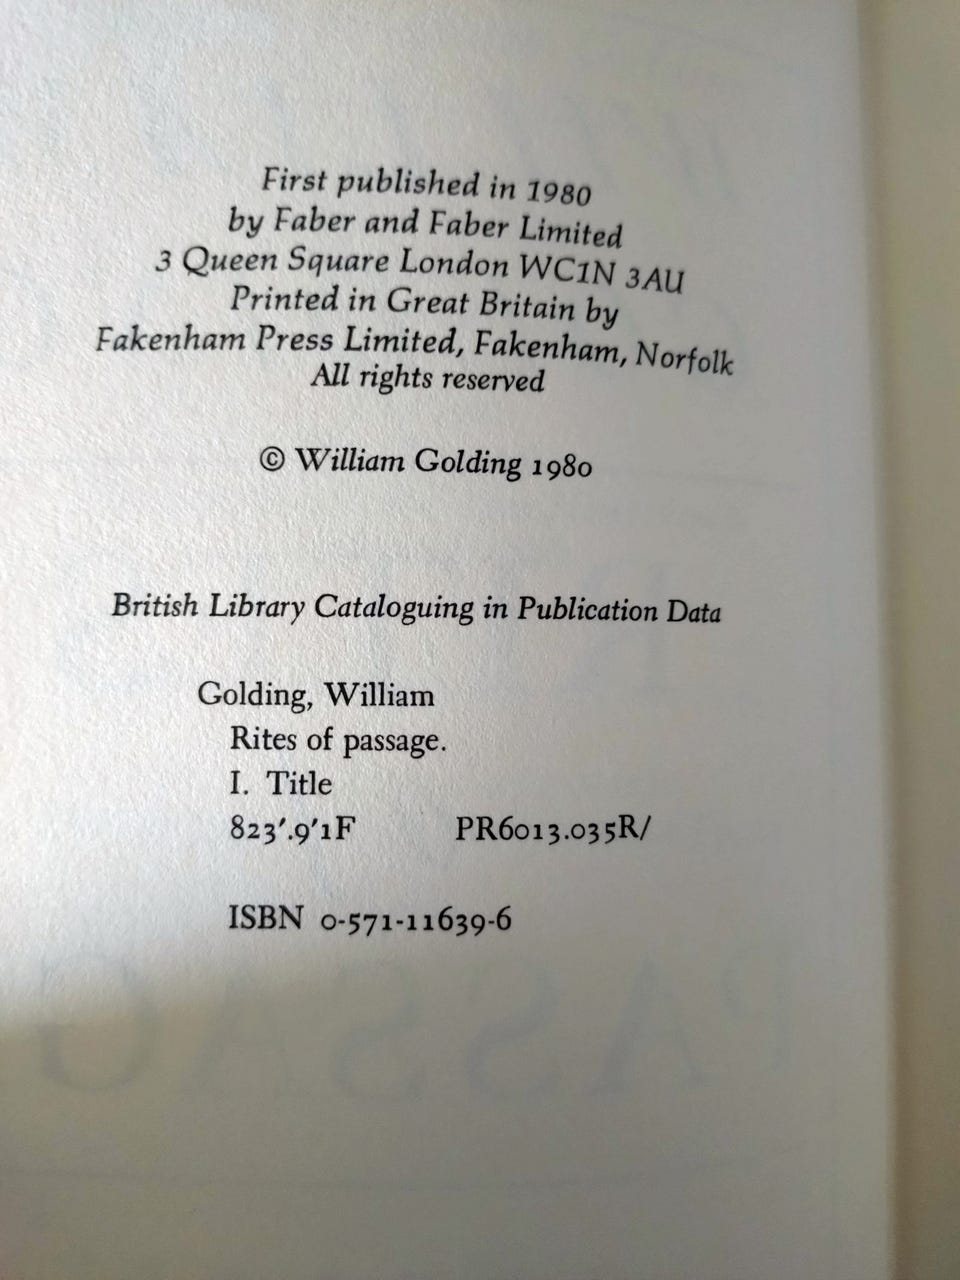 First published in 1980
by Faber and Faber Limited
3 Queen Square London WC1N 3AU
Printed in Great Britain by
Fakenham Press Limited, Fakenham, Norfolk
All rights reserved
© William Golding 1980
British Library Cataloguing in Publication Data
Golding, William
Rites of passage.
I. Title
823′.9′1F PR6013.035R/
ISBN 0-571-11639-6